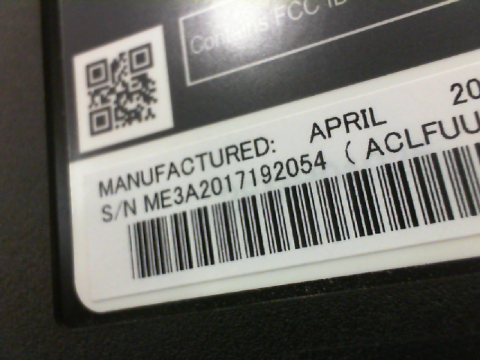 Contains FCC ID
MANUFACTURED: APRIL 20
S/N ME3A2017192054 ( ACLFUU